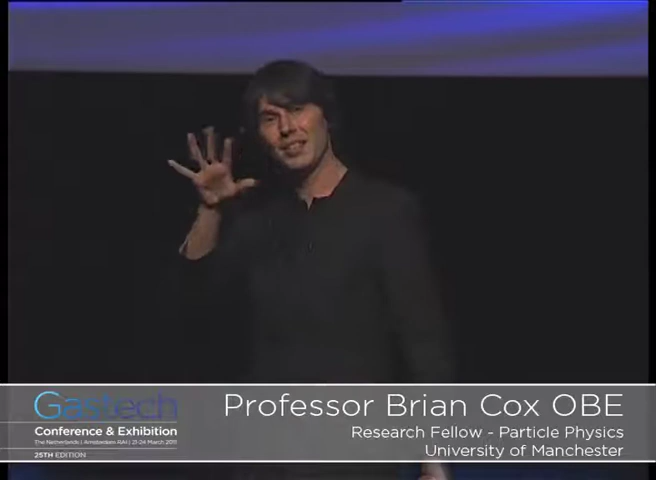 Gastech
Conference & Exhibition
The Netherlands | Amsterdam RAI | 21-24 March 2011
25TH EDITION
Professor Brian Cox OBE
Research Fellow - Particle Physics
University of Manchester